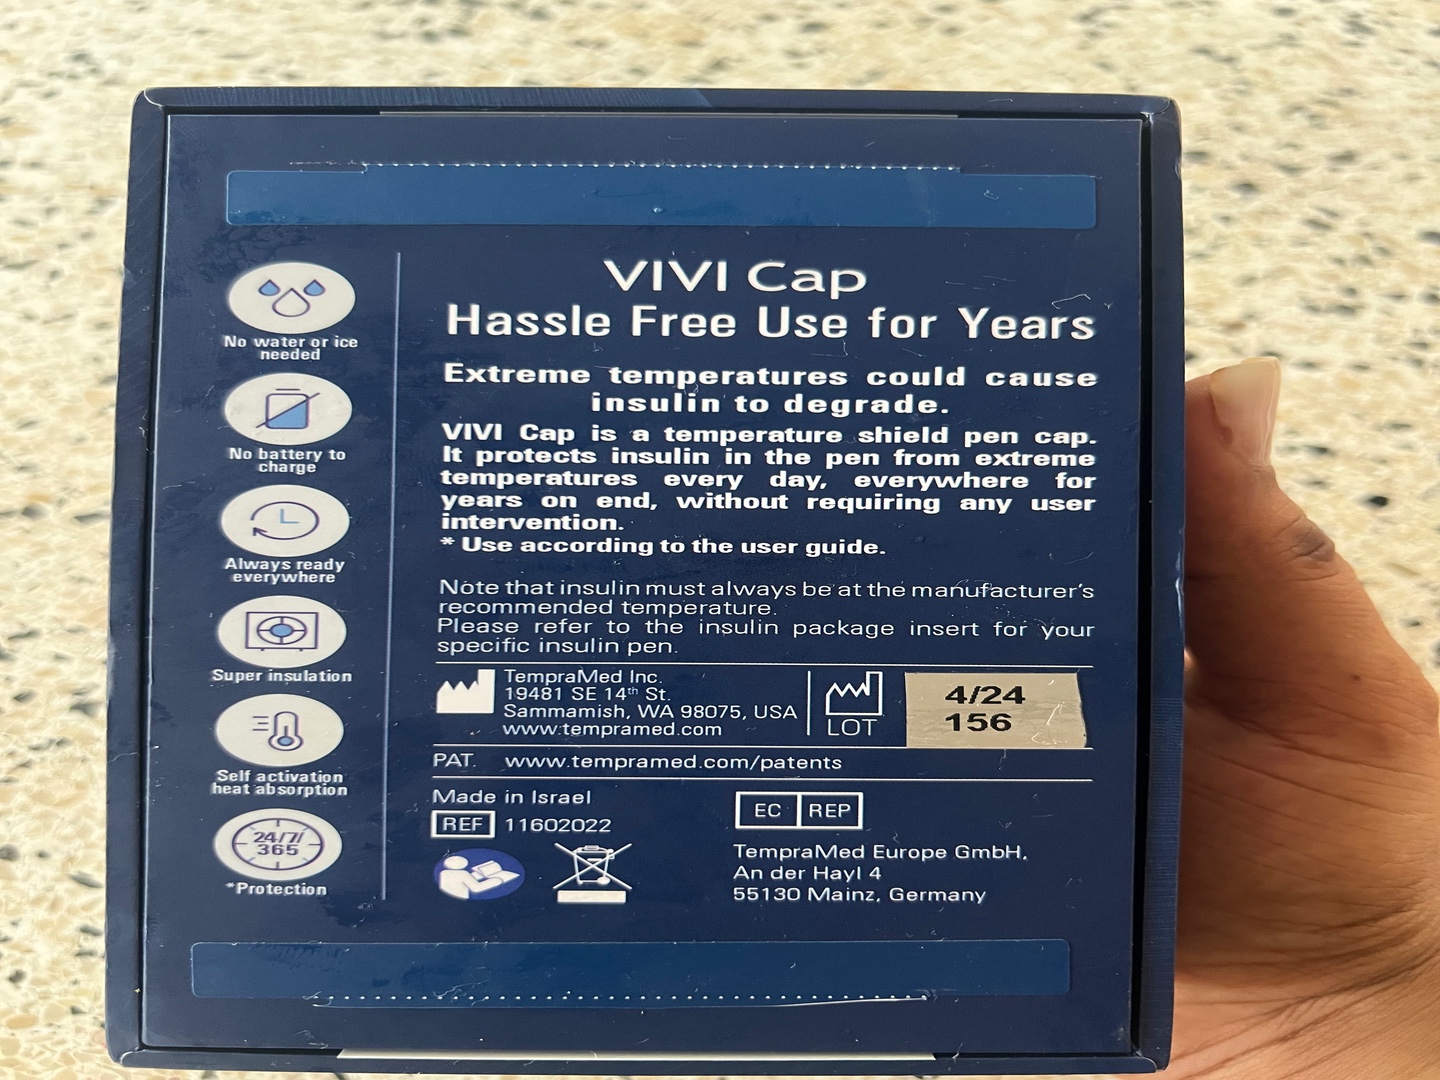 No water or ice
needed
No battery to
charge
Always ready
everywhere
Super insulation
Self activation
heat absorption
24/7/
365
*Protection
VIVI Cap
Hassle Free Use for Years
Extreme temperatures could cause
insulin to degrade.
VIVI Cap is a temperature shield pen cap.
It protects insulin in the pen from extreme
temperatures every day, everywhere for
years on end, without requiring any user
intervention.
* Use according to the user guide.
Note that insulin must always be at the manufacturer's
recommended temperature.
Please refer to the insulin package insert for your
specific insulin pen.
TempraMed Inc.
19481 SE 14th St.
Sammamish, WA 98075, USA
www.tempramed.com
LOT
4/24
156
PAT. www.tempramed.com/patents
Made in Israel
REF 11602022
EC REP
TempraMed Europe GmbH,
An der Hayl 4
55130 Mainz, Germany